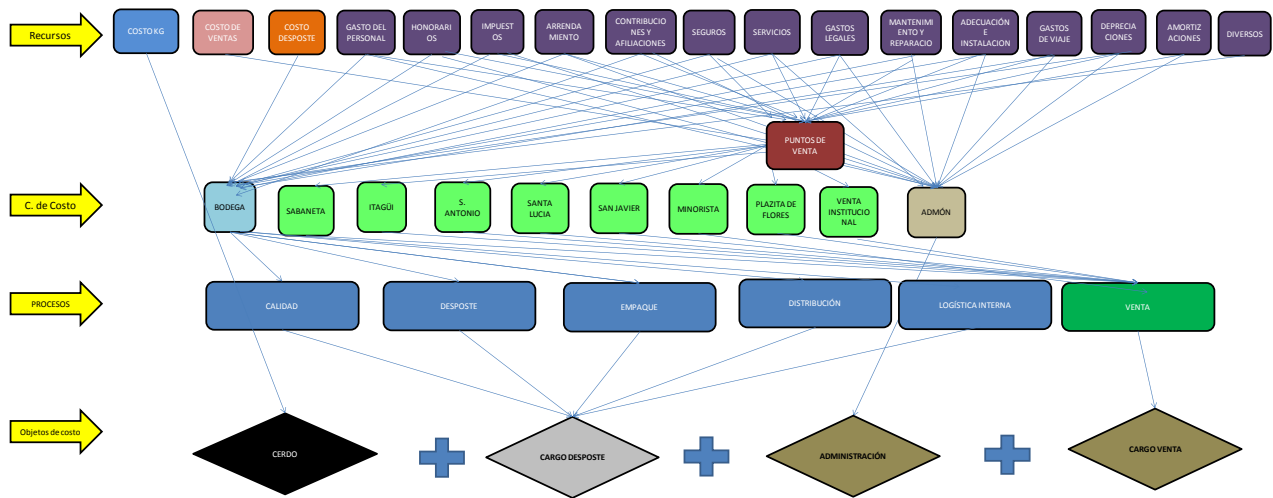 Recursos
COSTO KG
COSTO DE
VENTAS
COSTO
DESPOSTE
GASTO DEL
PERSONAL
HONORARI
OS
IMPUEST
OS
ARRENDA
MIENTO
CONTRIBUCIO
NES Y
AFILIACIONES
SEGUROS
SERVICIOS
GASTOS
LEGALES
MANTENIMI
ENTO Y
REPARACIO
ADECUACIÓN
E
INSTALACION
GASTOS
DE VIAJE
DEPRECIA
CIONES
AMORTIZ
ACIONES
DIVERSOS
PUNTOS DE
VENTA
C. de Costo
BODEGA
SABANETA
ITAGÜI
S.
ANTONIO
SANTA
LUCIA
SAN JAVIER
MINORISTA
PLAZITA DE
FLORES
VENTA
INSTITUCIO
NAL
ADMÓN
PROCESOS
CALIDAD
DESPOSTE
EMPAQUE
DISTRIBUCIÓN
LOGÍSTICA INTERNA
VENTA
Objetos de costo
CERDO
CARGO DESPOSTE
ADMINISTRACIÓN
CARGO VENTA